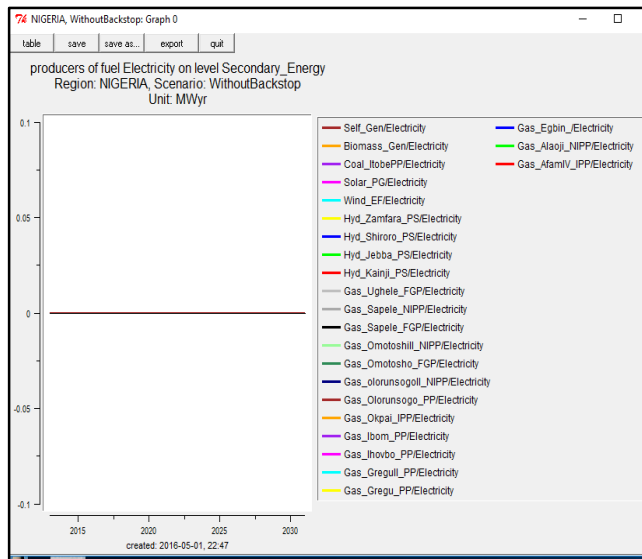 NIGERIA, WithoutBackstop: Graph 0
table save save as... export quit
producers of fuel Electricity on level Secondary_Energy
Region: NIGERIA, Scenario: WithoutBackstop
Unit: MWyr
0.1
0.05
0
-0.05
-0.1
2015 2020 2025 2030
created: 2016-05-01, 22:47
Self_Gen/Electricity
Biomass_Gen/Electricity
Coal_ItobePP/Electricity
Solar_PG/Electricity
Wind_EF/Electricity
Hyd_Zamfara_PS/Electricity
Hyd_Shiroro_PS/Electricity
Hyd_Jebba_PS/Electricity
Hyd_Kainji_PS/Electricity
Gas_Ughele_FGP/Electricity
Gas_Sapele_NIPP/Electricity
Gas_Sapele_FGP/Electricity
Gas_OmotoshiII_NIPP/Electricity
Gas_Omotosho_FGP/Electricity
Gas_olorunsogoII_NIPP/Electricity
Gas_Olorunsogo_PP/Electricity
Gas_Okpai_IPP/Electricity
Gas_Ibom_PP/Electricity
Gas_Ihovbo_PP/Electricity
Gas_GreguII_PP/Electricity
Gas_Gregu_PP/Electricity
Gas_Egbin_/Electricity
Gas_Alaoji_NIPP/Electricity
Gas_AfamIV_IPP/Electricity